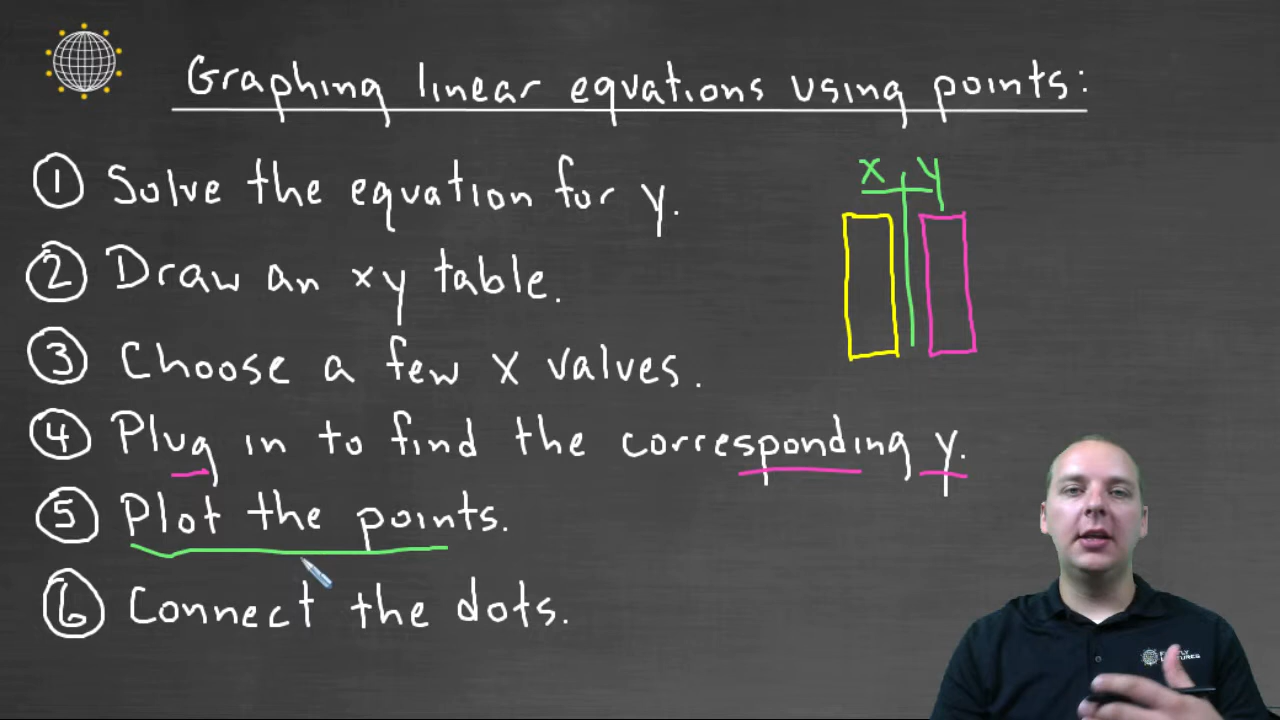 Graphing linear equations using points:
x y
① Solve the equation for y.
② Draw an xy table.
③ Choose a few x values.
④ Plug in to find the corresponding y.
⑤ Plot the points.
⑥ Connect the dots.